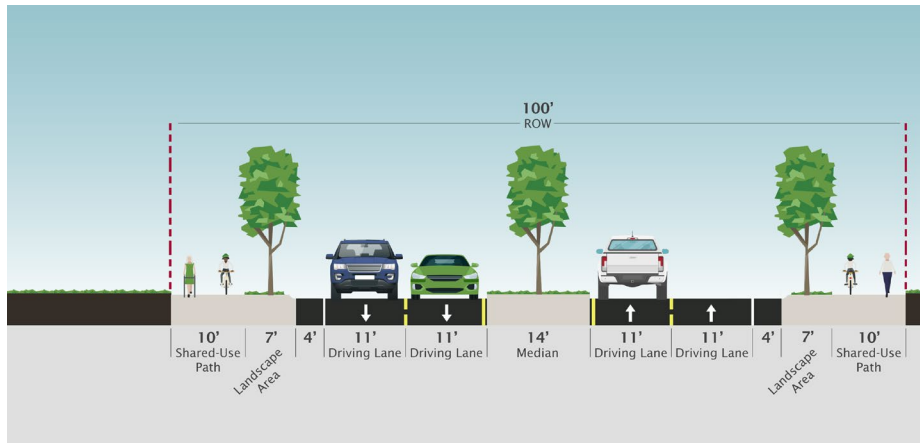 100’
ROW
10’
Shared-Use
Path
7’
Landscape
Area
4’
11’
Driving Lane
11’
Driving Lane
14’
Median
11’
Driving Lane
11’
Driving Lane
4’
7’
Landscape
Area
10’
Shared-Use
Path